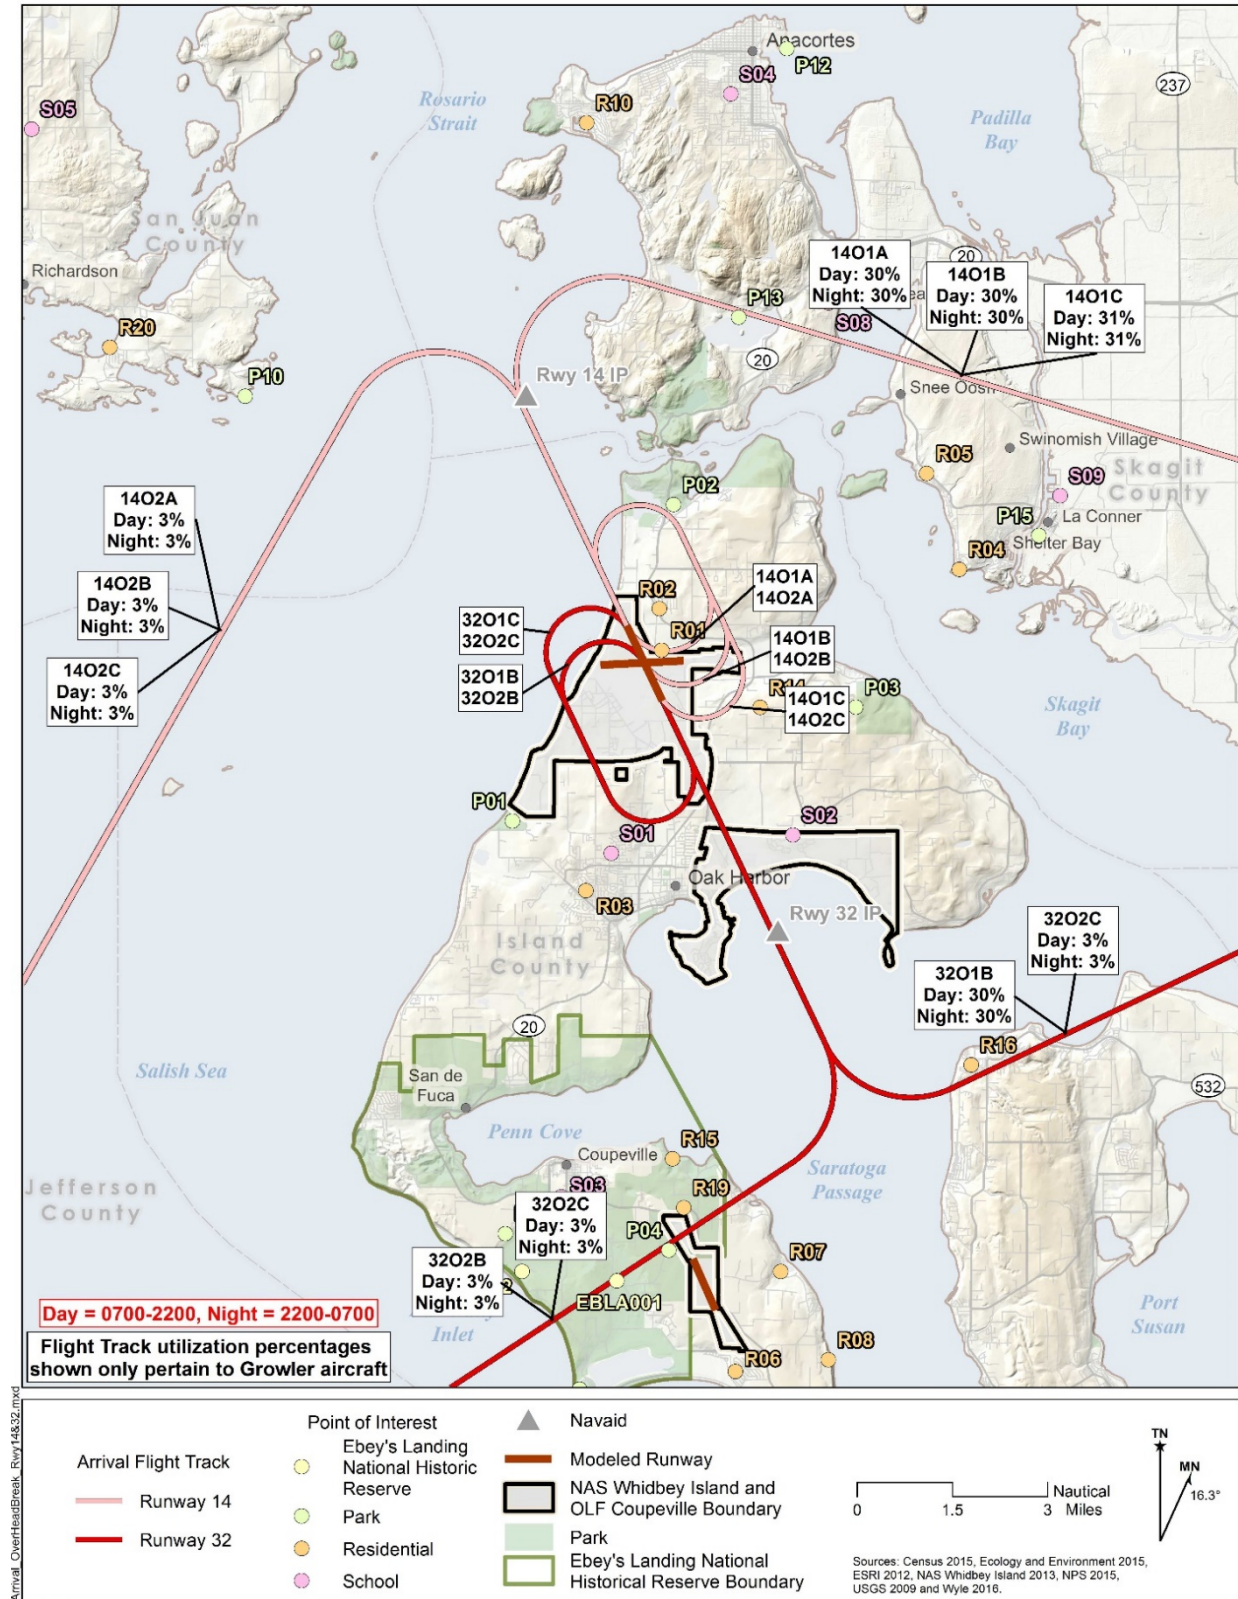 Anacortes
P12
S04
237
S05
Rosario
Strait
R10
Padilla
Bay
San Juan
County
14O1A
Day: 30%
Night: 30%
20
14O1B
Day: 30%
Night: 30%
14O1C
Day: 31%
Night: 31%
Richardson
P13
S08
R20
20
Rwy 14 IP
Snee Oosh
P10
Swinomish Village
R05
Skagit
County
S09
P02
14O2A
Day: 3%
Night: 3%
P15
La Conner
Shelter Bay
R04
14O2B
Day: 3%
Night: 3%
R02
14O1A
14O2A
32O1C
32O2C
R01
14O1B
14O2B
14O2C
Day: 3%
Night: 3%
32O1B
32O2B
R14
P03
14O1C
14O2C
Skagit
Bay
P01
S02
S01
Oak Harbor
R03
Rwy 32 IP
Island
County
32O2C
Day: 3%
Night: 3%
32O1B
Day: 30%
Night: 30%
20
R16
Salish Sea
San de
Fuca
532
Penn Cove
R15
Coupeville
Saratoga
Passage
Jefferson
County
S03
R19
32O2C
Day: 3%
Night: 3%
P04
32O2B
Day: 3%
Night: 3%
R07
2
EBLA001
Day = 0700-2200, Night = 2200-0700
Inlet
Port
Susan
Flight Track utilization percentages
shown only pertain to Growler aircraft
R06
R08
Arrival_OverHeadBreak_Rwy14&32.mxd
Arrival Flight Track
Runway 14
Runway 32
Point of Interest
Ebey's Landing
National Historic
Reserve
Park
Residential
School
Navaid
Modeled Runway
NAS Whidbey Island and
OLF Coupeville Boundary
Park
Ebey's Landing National
Historical Reserve Boundary
Nautical
Miles
0 1.5 3
TN
MN
16.3°
Sources: Census 2015, Ecology and Environment 2015,
ESRI 2012, NAS Whidbey Island 2013, NPS 2015,
USGS 2009 and Wyle 2016.